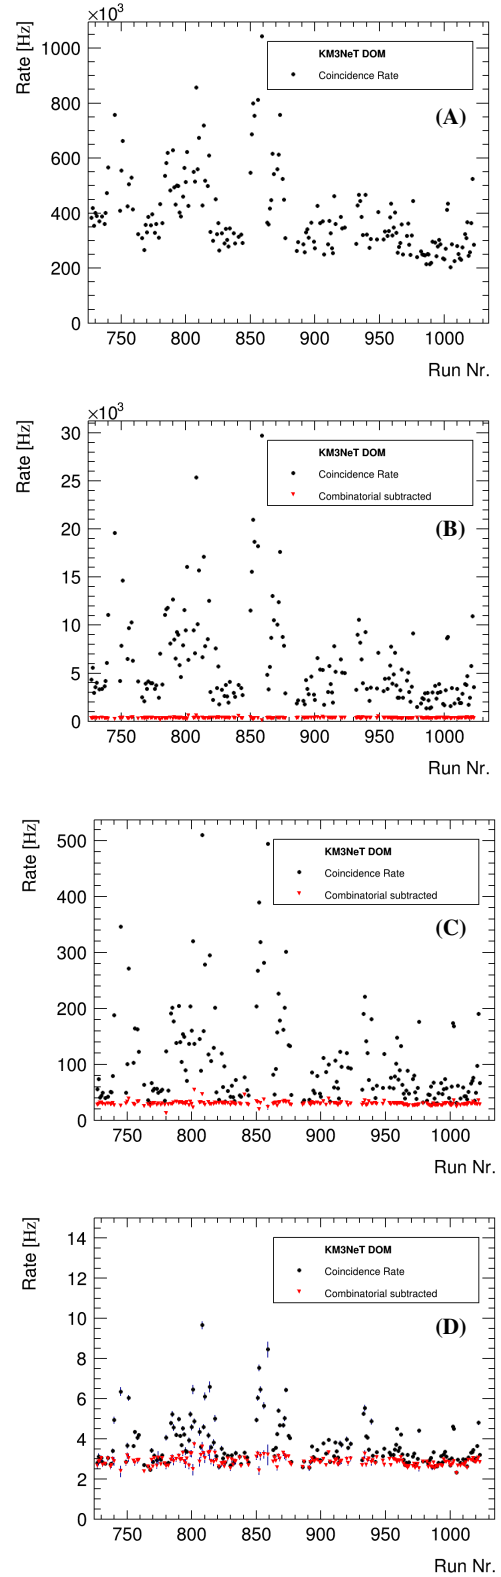 ×10³
Rate [Hz]
1000
KM3NeT DOM
Coincidence Rate
800
(A)
600
400
200
0
750 800 850 900 950 1000
Run Nr.
×10³
Rate [Hz]
30
KM3NeT DOM
Coincidence Rate
25
Combinatorial subtracted
(B)
20
15
10
5
0
750 800 850 900 950 1000
Run Nr.
Rate [Hz]
500
KM3NeT DOM
Coincidence Rate
400
Combinatorial subtracted
(C)
300
200
100
0
750 800 850 900 950 1000
Run Nr.
Rate [Hz]
14
KM3NeT DOM
12
Coincidence Rate
Combinatorial subtracted
10
(D)
8
6
4
2
0
750 800 850 900 950 1000
Run Nr.